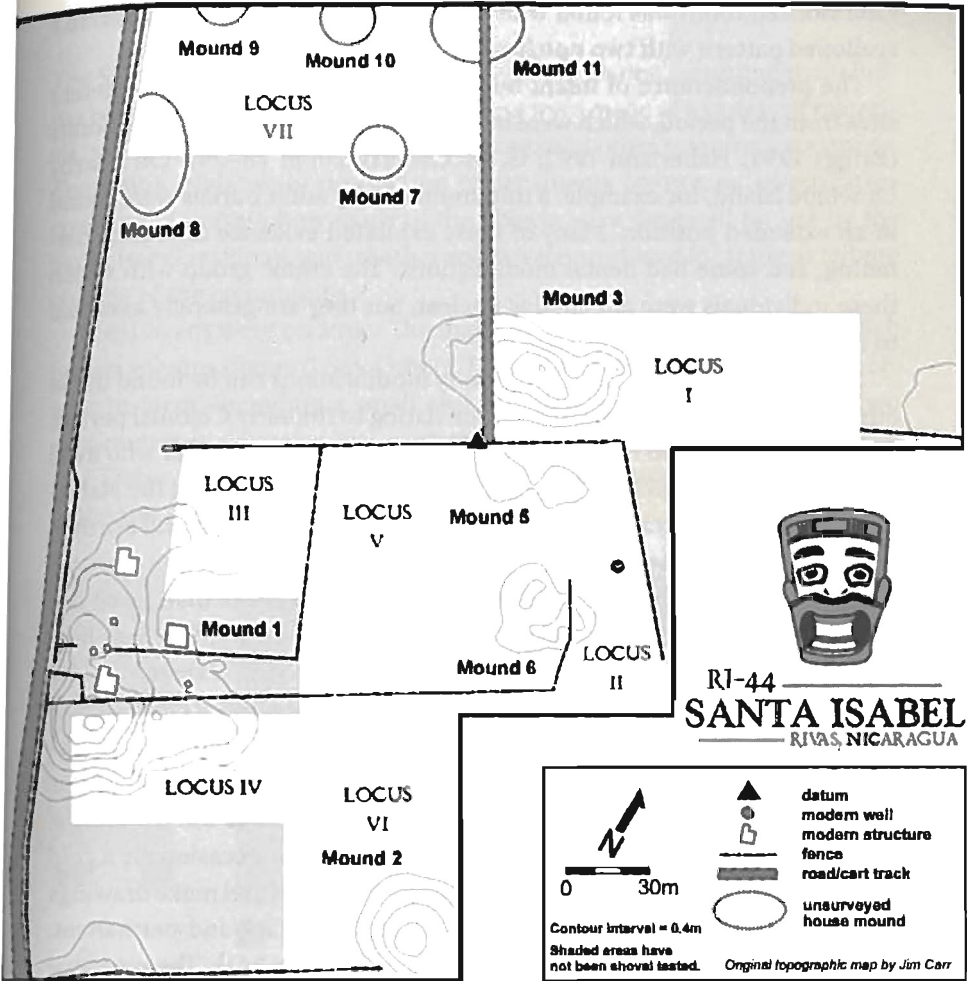 Mound 9
Mound 10
Mound 11
LOCUS
VII
Mound 7
Mound 8
Mound 3
LOCUS
I
LOCUS
III
LOCUS
V
Mound 5
Mound 1
Mound 6
LOCUS
II
LOCUS IV
LOCUS
VI
Mound 2
RI-44
SANTA ISABEL
RIVAS, NICARAGUA
N
0 30m
Contour interval = 0.4m
Shaded areas have
not been shovel tested.
datum
modern well
modern structure
fence
road/cart track
unsurveyed
house mound
Original topographic map by Jim Carr